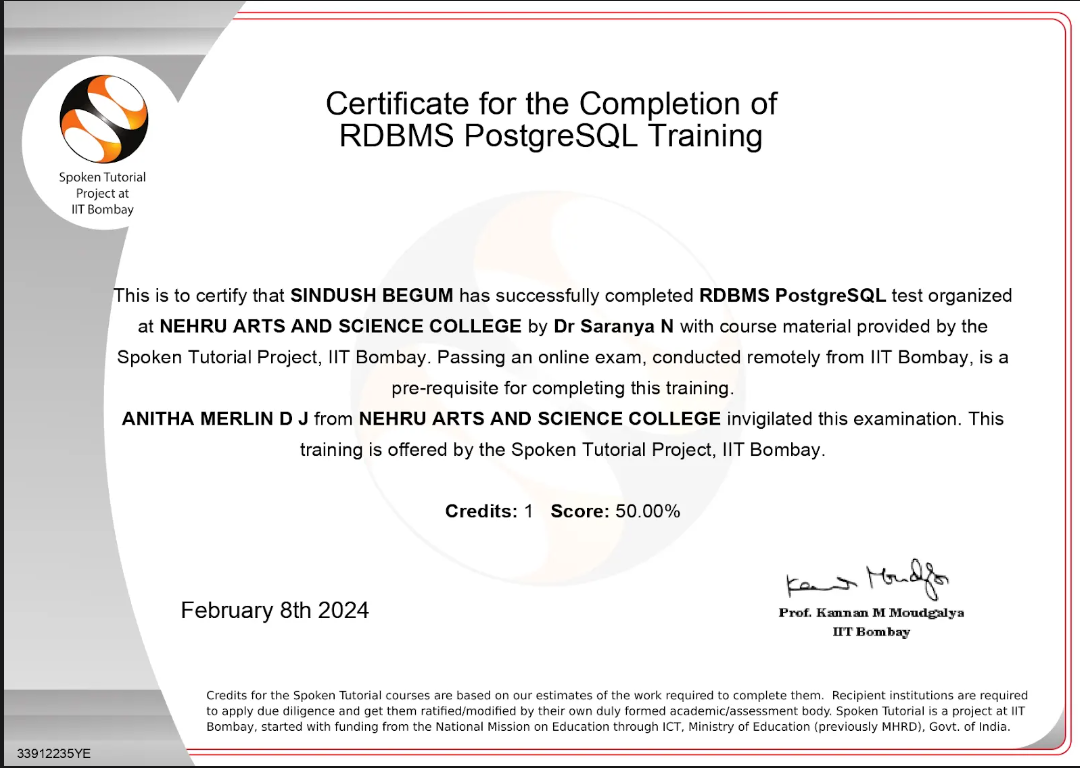 Spoken Tutorial
Project at
IIT Bombay
Certificate for the Completion of
RDBMS PostgreSQL Training
This is to certify that SINDUSH BEGUM has successfully completed RDBMS PostgreSQL test organized
at NEHRU ARTS AND SCIENCE COLLEGE by Dr Saranya N with course material provided by the
Spoken Tutorial Project, IIT Bombay. Passing an online exam, conducted remotely from IIT Bombay, is a
pre-requisite for completing this training.
ANITHA MERLIN D J from NEHRU ARTS AND SCIENCE COLLEGE invigilated this examination. This
training is offered by the Spoken Tutorial Project, IIT Bombay.
Credits: 1 Score: 50.00%
February 8th 2024
Prof. Kannan M Moudgalya
IIT Bombay
Credits for the Spoken Tutorial courses are based on our estimates of the work required to complete them. Recipient institutions are required
to apply due diligence and get them ratified/modified by their own duly formed academic/assessment body. Spoken Tutorial is a project at IIT
Bombay, started with funding from the National Mission on Education through ICT, Ministry of Education (previously MHRD), Govt. of India.
33912235YE